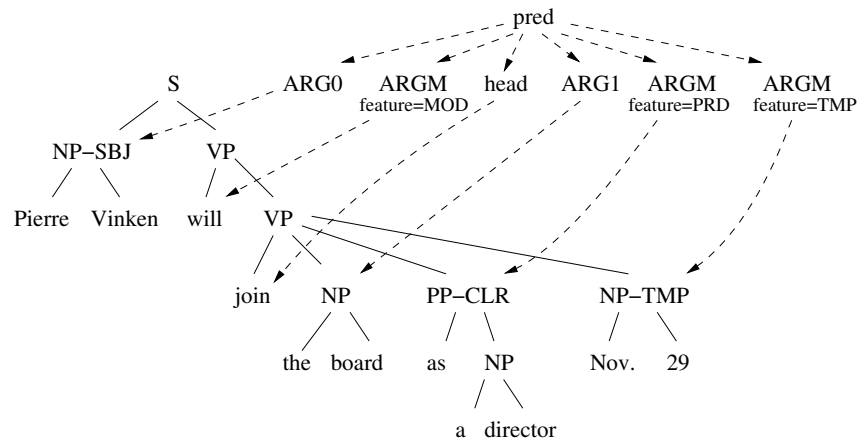 pred
S ARG0 ARGM head ARG1 ARGM ARGM
feature=MOD feature=PRD feature=TMP
NP−SBJ VP
Pierre Vinken will VP
join NP PP−CLR NP−TMP
the board as NP Nov. 29
a director